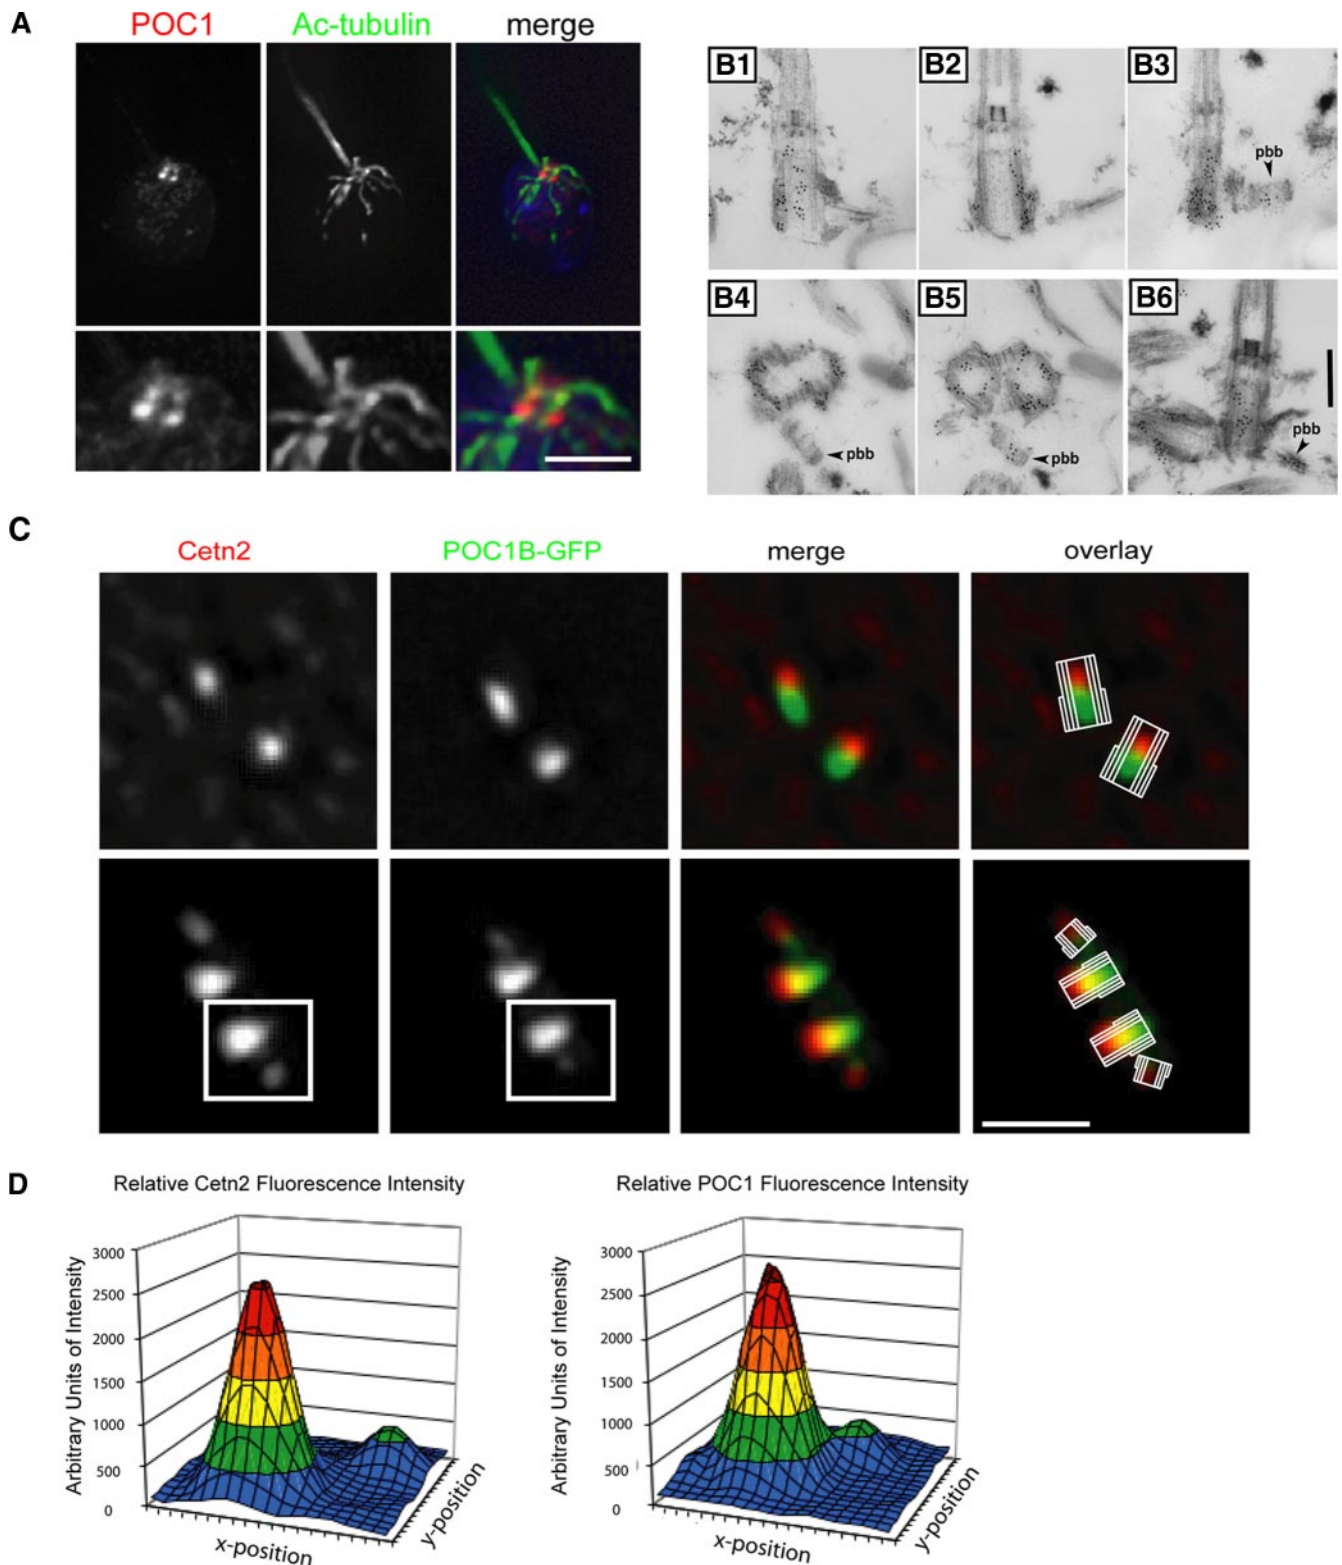 A
POC1 Ac-tubulin merge
B1 B2 B3
pbb
B4 B5 B6
pbb
pbb
pbb
C
Cetn2 POC1B-GFP merge overlay
D
Relative Cetn2 Fluorescence Intensity
Arbitrary Units of Intensity
3000
2500
2000
1500
1000
500
0
x-position
y-position
Relative POC1 Fluorescence Intensity
Arbitrary Units of Intensity
3000
2500
2000
1500
1000
500
0
x-position
y-position